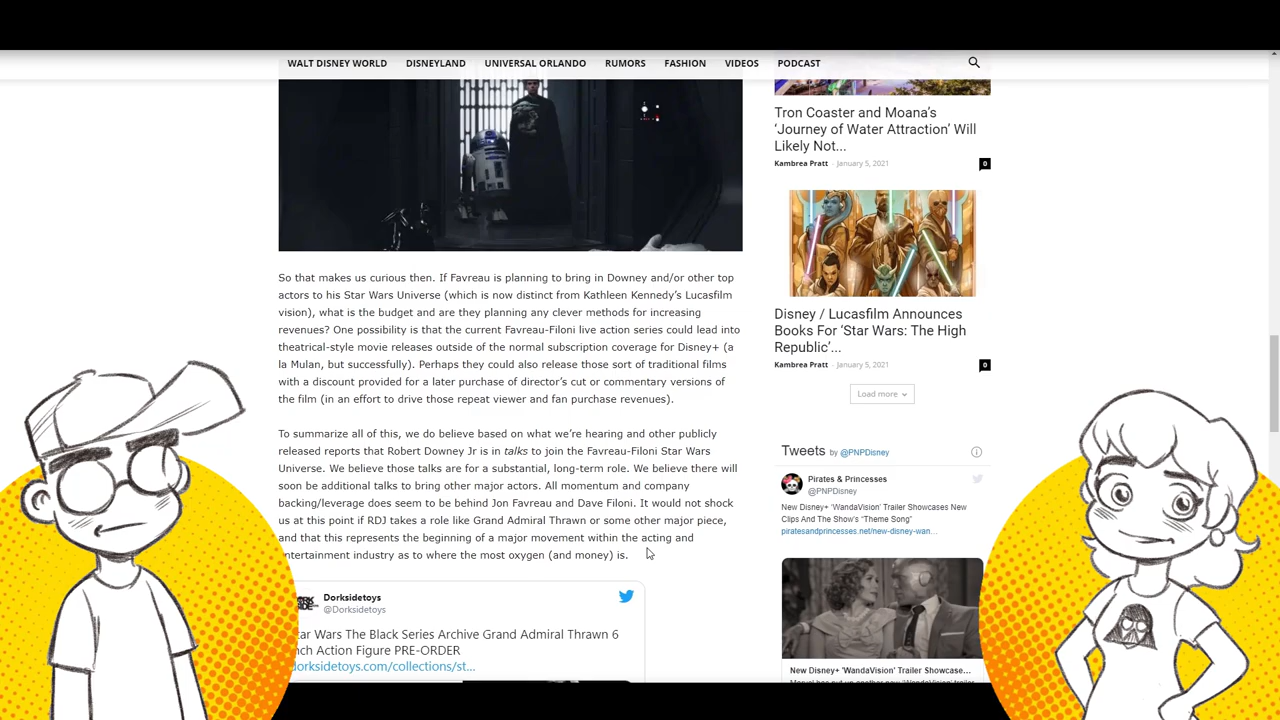 WALT DISNEY WORLD DISNEYLAND UNIVERSAL ORLANDO RUMORS FASHION VIDEOS PODCAST
So that makes us curious then. If Favreau is planning to bring in Downey and/or other top
actors to his Star Wars Universe (which is now distinct from Kathleen Kennedy's Lucasfilm
vision), what is the budget and are they planning any clever methods for increasing
revenues? One possibility is that the current Favreau-Filoni live action series could lead into
theatrical-style movie releases outside of the normal subscription coverage for Disney+ (a
la Mulan, but successfully). Perhaps they could also release those sort of traditional films
with a discount provided for a later purchase of director's cut or commentary versions of
the film (in an effort to drive those repeat viewer and fan purchase revenues).
To summarize all of this, we do believe based on what we're hearing and other publicly
released reports that Robert Downey Jr is in talks to join the Favreau-Filoni Star Wars
Universe. We believe those talks are for a substantial, long-term role. We believe there will
soon be additional talks to bring other major actors. All momentum and company
backing/leverage does seem to be behind Jon Favreau and Dave Filoni. It would not shock
us at this point if RDJ takes a role like Grand Admiral Thrawn or some other major piece,
and that this represents the beginning of a major movement within the acting and
ntertainment industry as to where the most oxygen (and money) is.
Dorksidetoys
@Dorksidetoys
tar Wars The Black Series Archive Grand Admiral Thrawn 6
nch Action Figure PRE-ORDER
dorksidetoys.com/collections/st...
Tron Coaster and Moana's
'Journey of Water Attraction' Will
Likely Not...
Kambrea Pratt - January 5, 2021 0
Disney / Lucasfilm Announces
Books For 'Star Wars: The High
Republic'...
Kambrea Pratt - January 5, 2021 0
Load more
Tweets by @PNPDisney
Pirates & Princesses
@PNPDisney
New Disney+ 'WandaVision' Trailer Showcases New
Clips And The Show's "Theme Song"
piratesandprincesses.net/new-disney-wan...
New Disney+ 'WandaVision' Trailer Showcase...